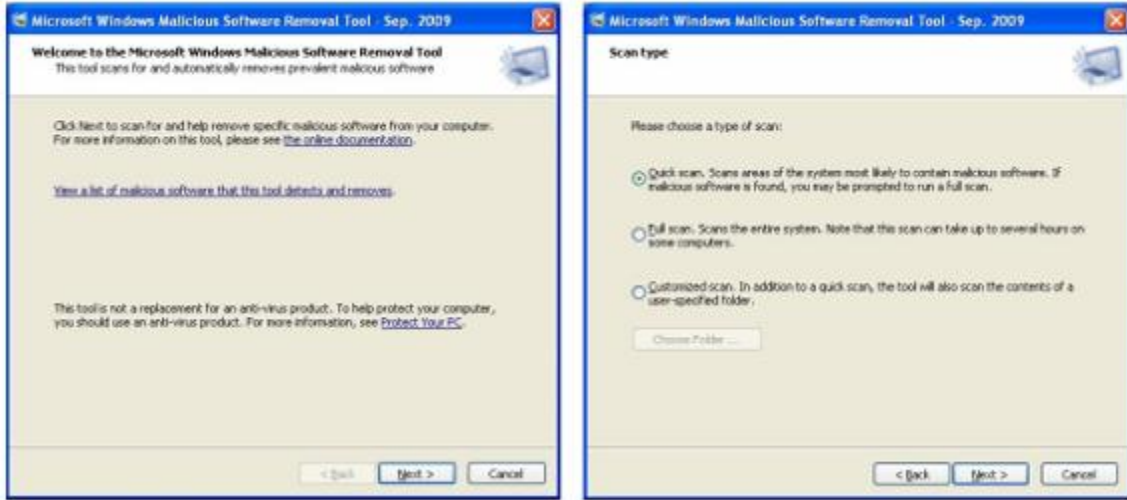 Microsoft Windows Malicious Software Removal Tool - Sep. 2009
Welcome to the Microsoft Windows Malicious Software Removal Tool
This tool scans for and automatically removes prevalent malicious software
Click Next to scan for and help remove specific malicious software from your computer.
For more information on this tool, please see the online documentation.
View a list of malicious software that this tool detects and removes.
This tool is not a replacement for an anti-virus product. To help protect your computer,
you should use an anti-virus product. For more information, see Protect Your PC.
< Back
Next >
Cancel
Microsoft Windows Malicious Software Removal Tool - Sep. 2009
Scan type
Please choose a type of scan:
Quick scan. Scans areas of the system most likely to contain malicious software. If
malicious software is found, you may be prompted to run a full scan.
Full scan. Scans the entire system. Note that this scan can take up to several hours on
some computers.
Customized scan. In addition to a quick scan, the tool will also scan the contents of a
user-specified folder.
Choose Folder ...
< Back
Next >
Cancel